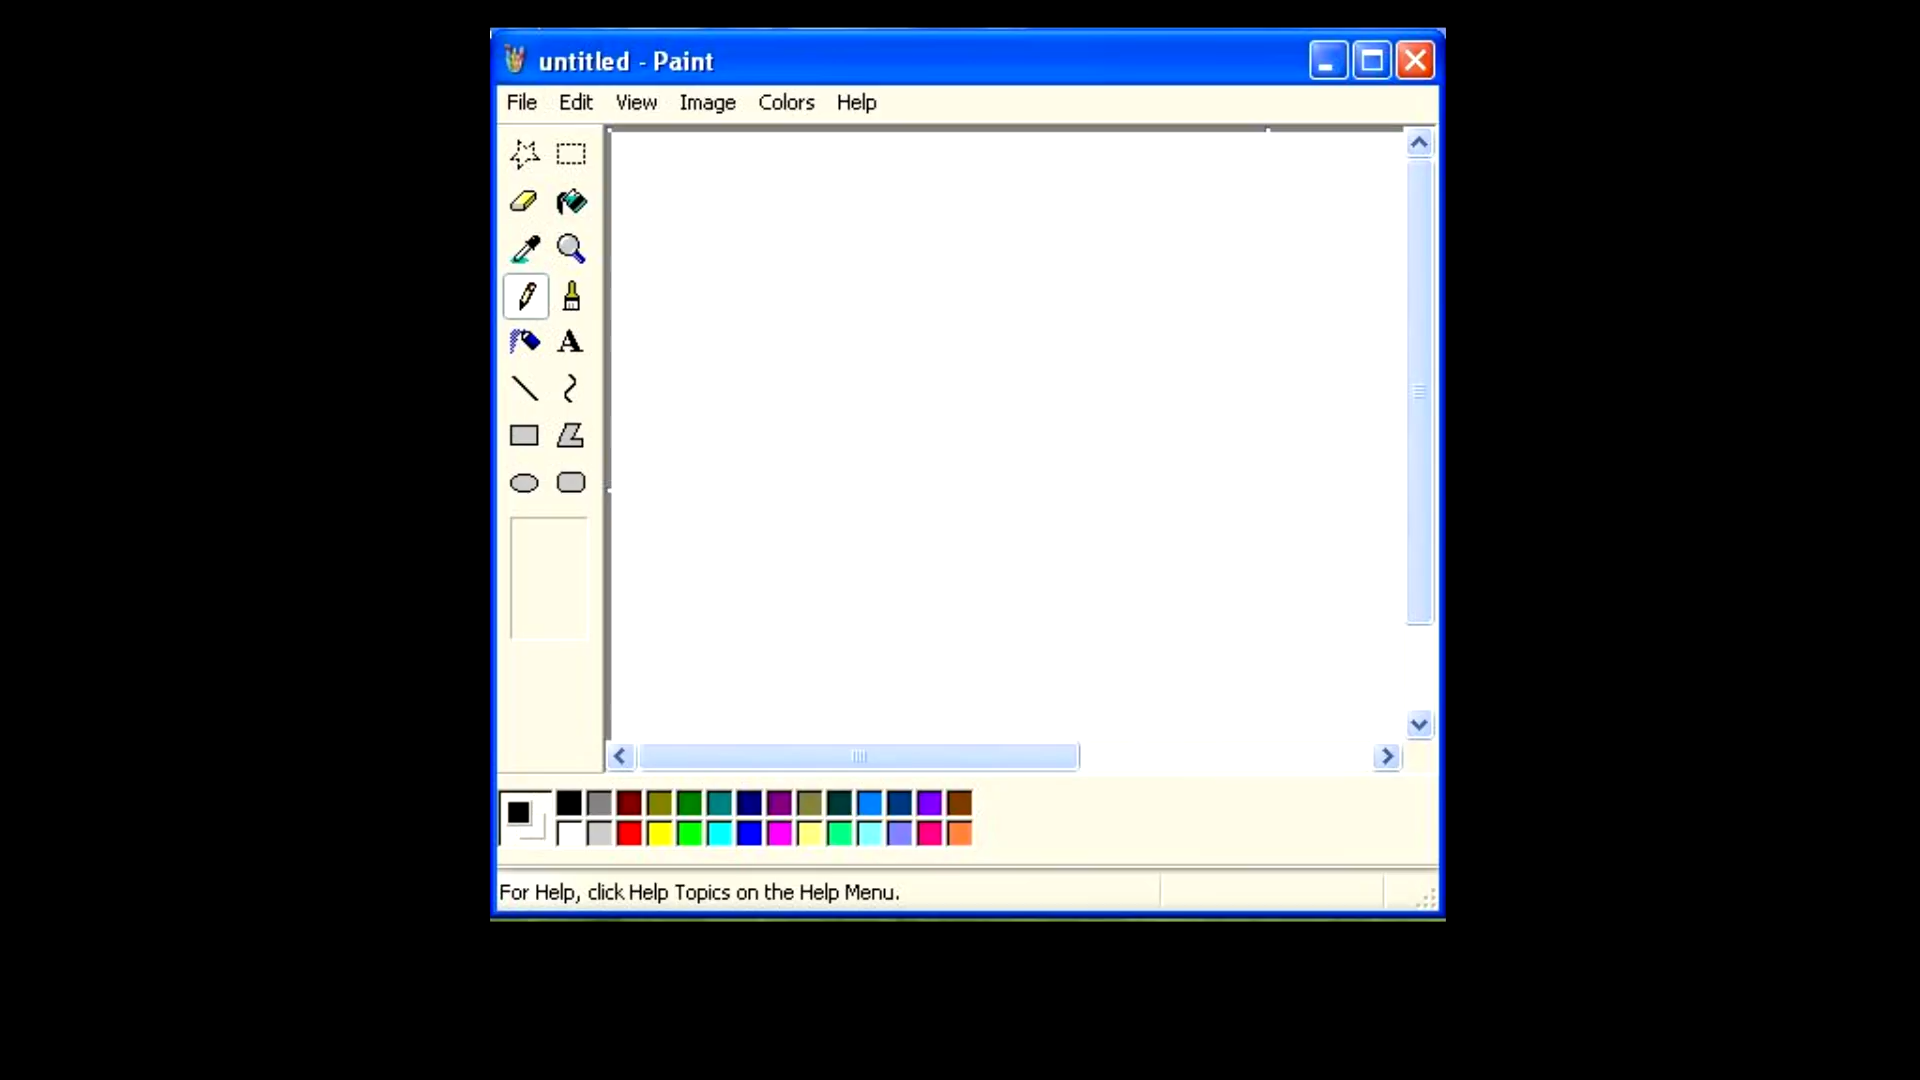 untitled - Paint
File Edit View Image Colors Help
A
For Help, click Help Topics on the Help Menu.